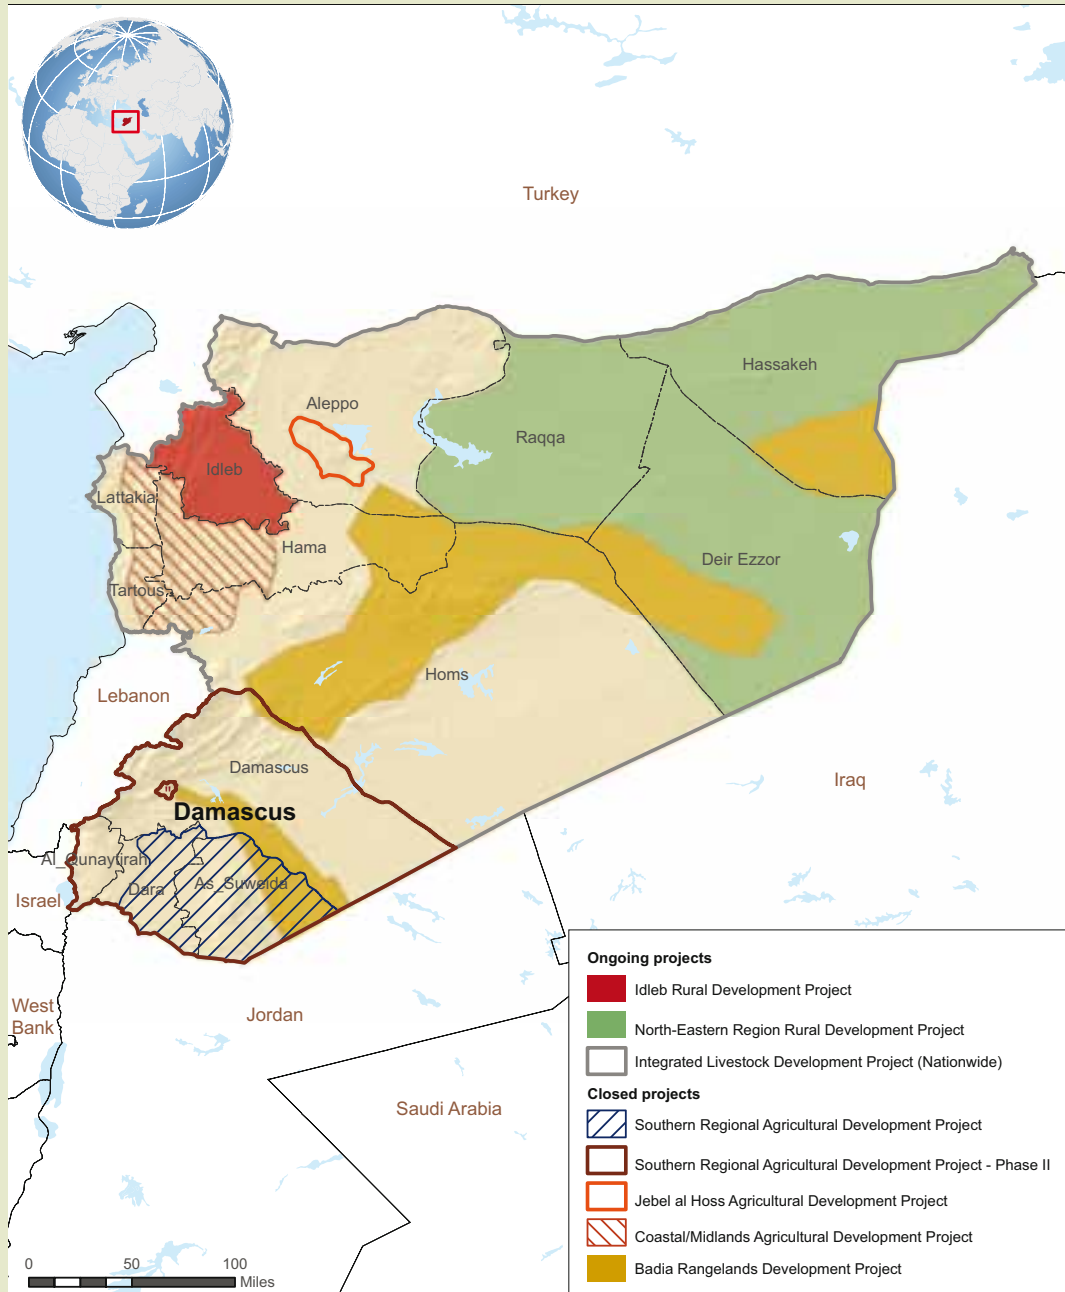 Turkey
Hassakeh
Aleppo
Raqqa
Idleb
Lattakia
Hama
Deir Ezzor
Tartous
Homs
Lebanon
Damascus
Iraq
Damascus
Al_Qunaytirah
As_Suweida
Dara
Israel
West
Bank
Jordan
Saudi Arabia
Ongoing projects
Idleb Rural Development Project
North-Eastern Region Rural Development Project
Integrated Livestock Development Project (Nationwide)
Closed projects
Southern Regional Agricultural Development Project
Southern Regional Agricultural Development Project - Phase II
Jebel al Hoss Agricultural Development Project
Coastal/Midlands Agricultural Development Project
Badia Rangelands Development Project
0 50 100
Miles